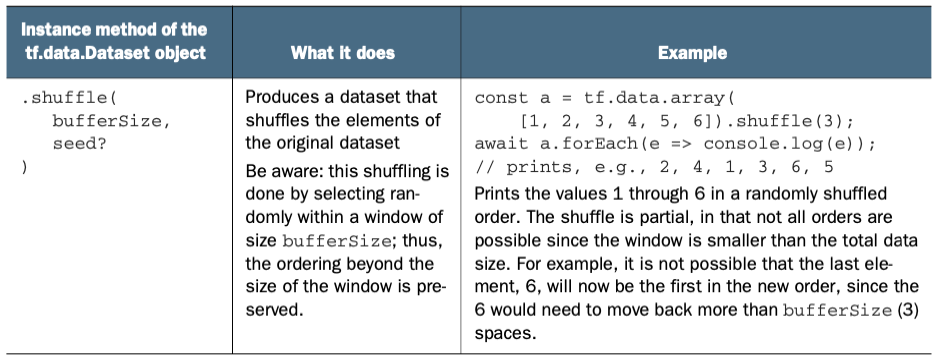 Instance method of the
tf.data.Dataset object
What it does
Example
.shuffle(
bufferSize,
seed?
)
Produces a dataset that
shuffles the elements of
the original dataset
Be aware: this shuffling is
done by selecting ran-
domly within a window of
size bufferSize; thus,
the ordering beyond the
size of the window is pre-
served.
const a = tf.data.array(
[1, 2, 3, 4, 5, 6]).shuffle(3);
await a.forEach(e => console.log(e));
// prints, e.g., 2, 4, 1, 3, 6, 5
Prints the values 1 through 6 in a randomly shuffled
order. The shuffle is partial, in that not all orders are
possible since the window is smaller than the total data
size. For example, it is not possible that the last ele-
ment, 6, will now be the first in the new order, since the
6 would need to move back more than bufferSize (3)
spaces.